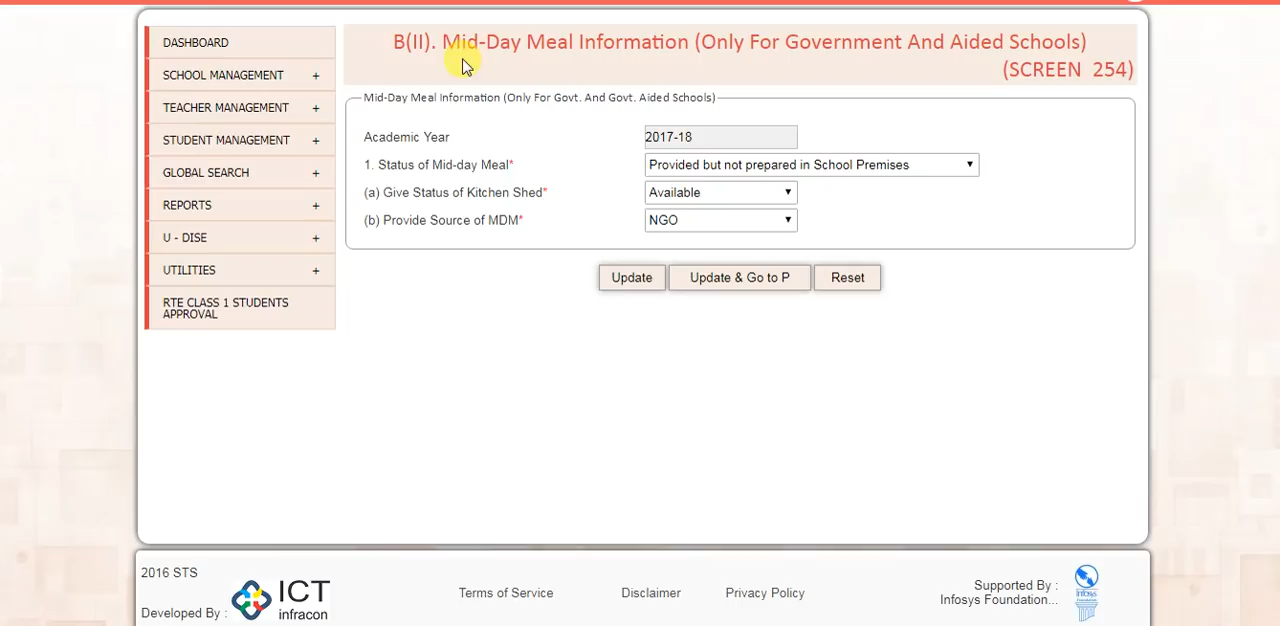 DASHBOARD
SCHOOL MANAGEMENT +
TEACHER MANAGEMENT +
STUDENT MANAGEMENT +
GLOBAL SEARCH +
REPORTS +
U - DISE +
UTILITIES +
RTE CLASS 1 STUDENTS
APPROVAL
B(II). Mid-Day Meal Information (Only For Government And Aided Schools)
(SCREEN 254)
Mid-Day Meal Information (Only For Govt. And Govt. Aided Schools)
Academic Year 2017-18
1. Status of Mid-day Meal* Provided but not prepared in School Premises
(a) Give Status of Kitchen Shed* Available
(b) Provide Source of MDM* NGO
Update Update & Go to P Reset
2016 STS
Developed By : ICT infracon
Terms of Service Disclaimer Privacy Policy
Supported By :
Infosys Foundation...
Infosys